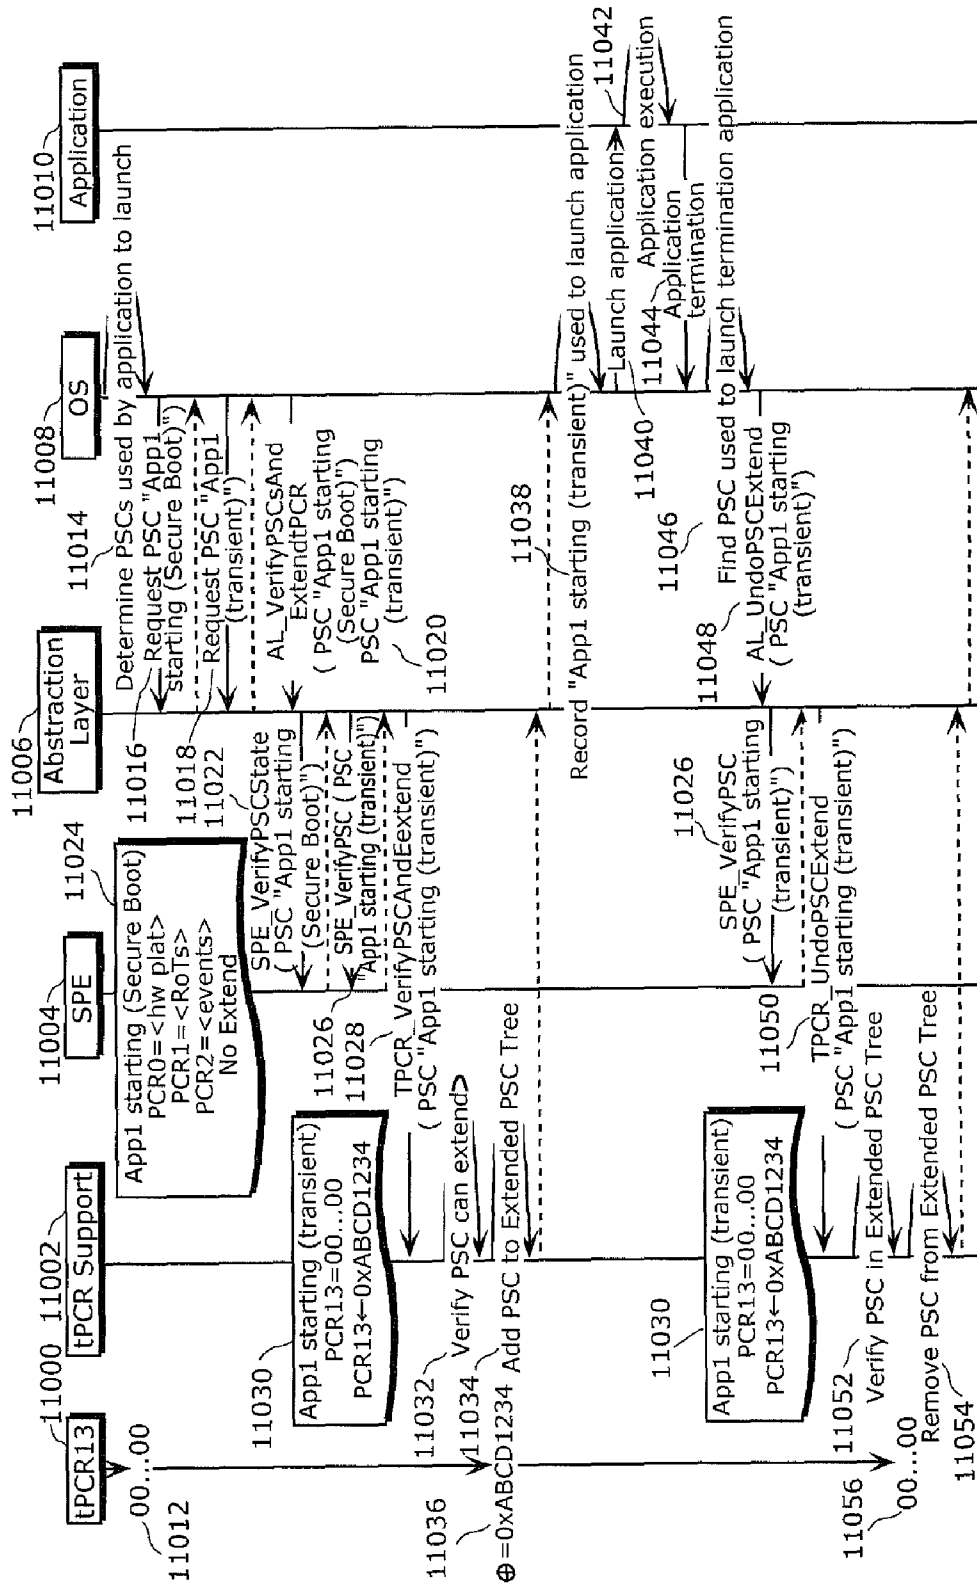 11000
tPCR13
11002
tPCR Support
11004
SPE
11006
Abstraction
Layer
11008
OS
11010
Application
00...00
11012
11014
Determine PSCs used by application to launch
11016
Request PSC "App1
starting (Secure Boot)")
11018
Request PSC "App1
(transient)")
11024
App1 starting (Secure Boot)
PCR0=<hw plat>
PCR1=<RoTs>
PCR2=<events>
No Extend
11022
AL_VerifyPSCsAnd
ExtendtPCR
( PSC "App1 starting
(Secure Boot)")
PSC "App1 starting
(transient)")
11020
SPE_VerifyPSCState
( PSC "App1 starting
(Secure Boot)")
11026
SPE_VerifyPSC ( PSC
"App1 starting (transient)")
11030
App1 starting (transient)
PCR13=00...00
PCR13←0xABCD1234
11028
TPCR_VerifyPSCAndEextend
( PSC "App1 starting (transient)")
11032
Verify PSC can extend>
11034
Add PSC to Extended PSC Tree
11036
⊕=0xABCD1234
11038
Record "App1 starting (transient)" used to launch application
Launch application>
11040
11042
Application execution
11044
Application
termination
11046
Find PSC used to launch termination application
11048
AL_UndoPSCExtend
( PSC "App1 starting
(transient)")
11026
SPE_VerifyPSC
( PSC "App1 starting
(transient)")
11030
App1 starting (transient)
PCR13=00...00
PCR13←0xABCD1234
11050
TPCR_UndoPSCExtend
( PSC "App1 starting (transient)")
11052
Verify PSC in Extended PSC Tree
11056
00...00
Remove PSC from Extended PSC Tree
11054